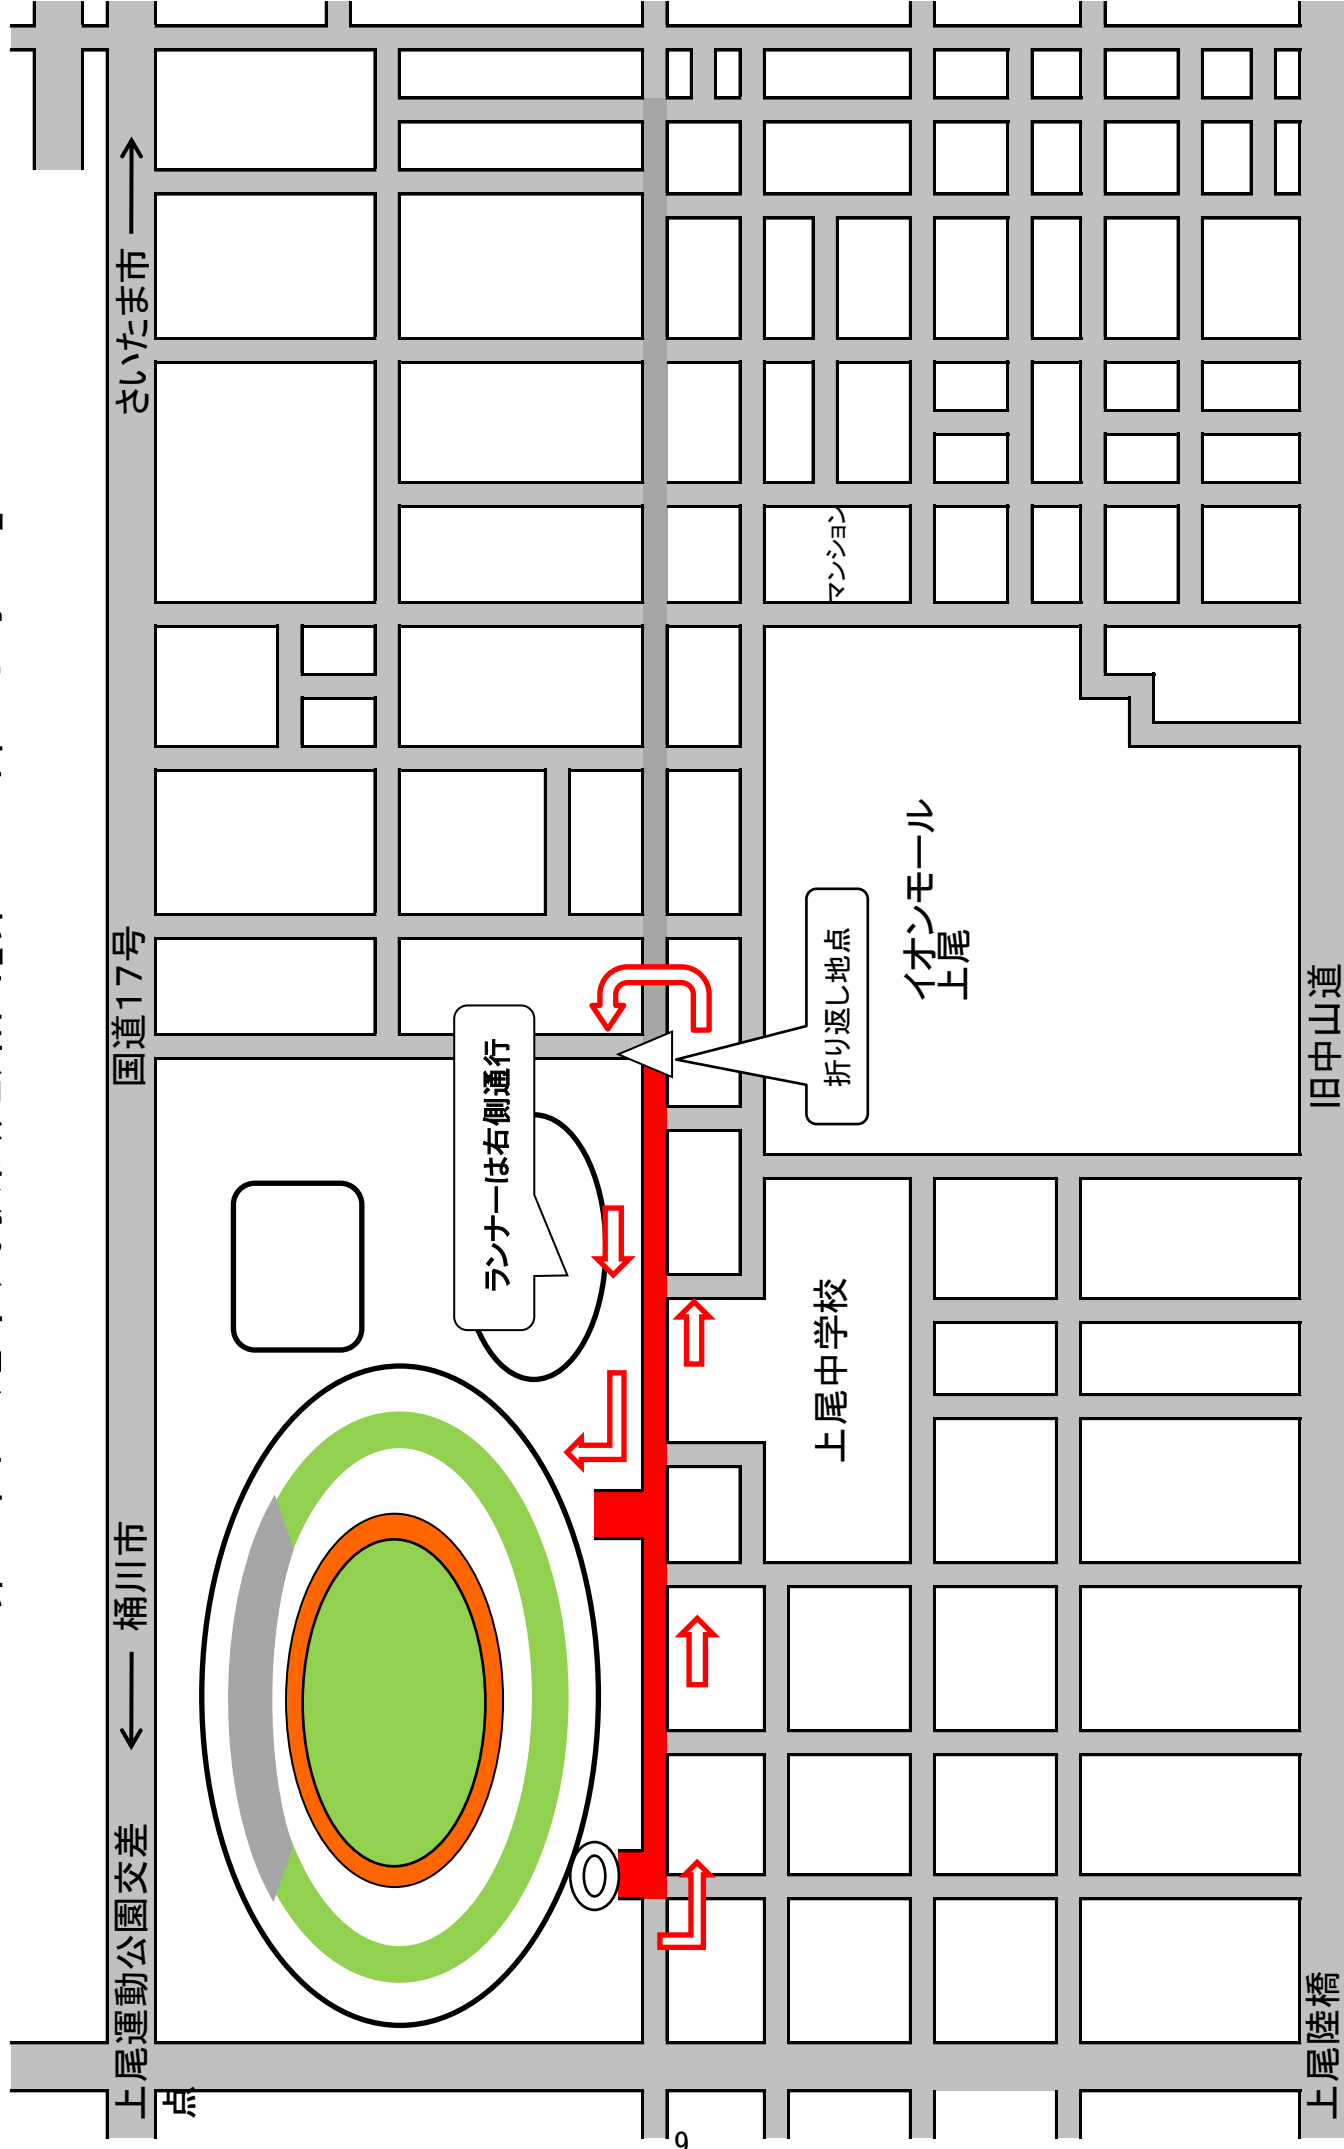 さいたま市 →
国道17号
← 桶川市
上尾運動公園交差
点
ランナーは右側通行
マンション
イオンモール
上尾
折り返し地点
上尾中学校
旧中山道
上尾陸橋
9